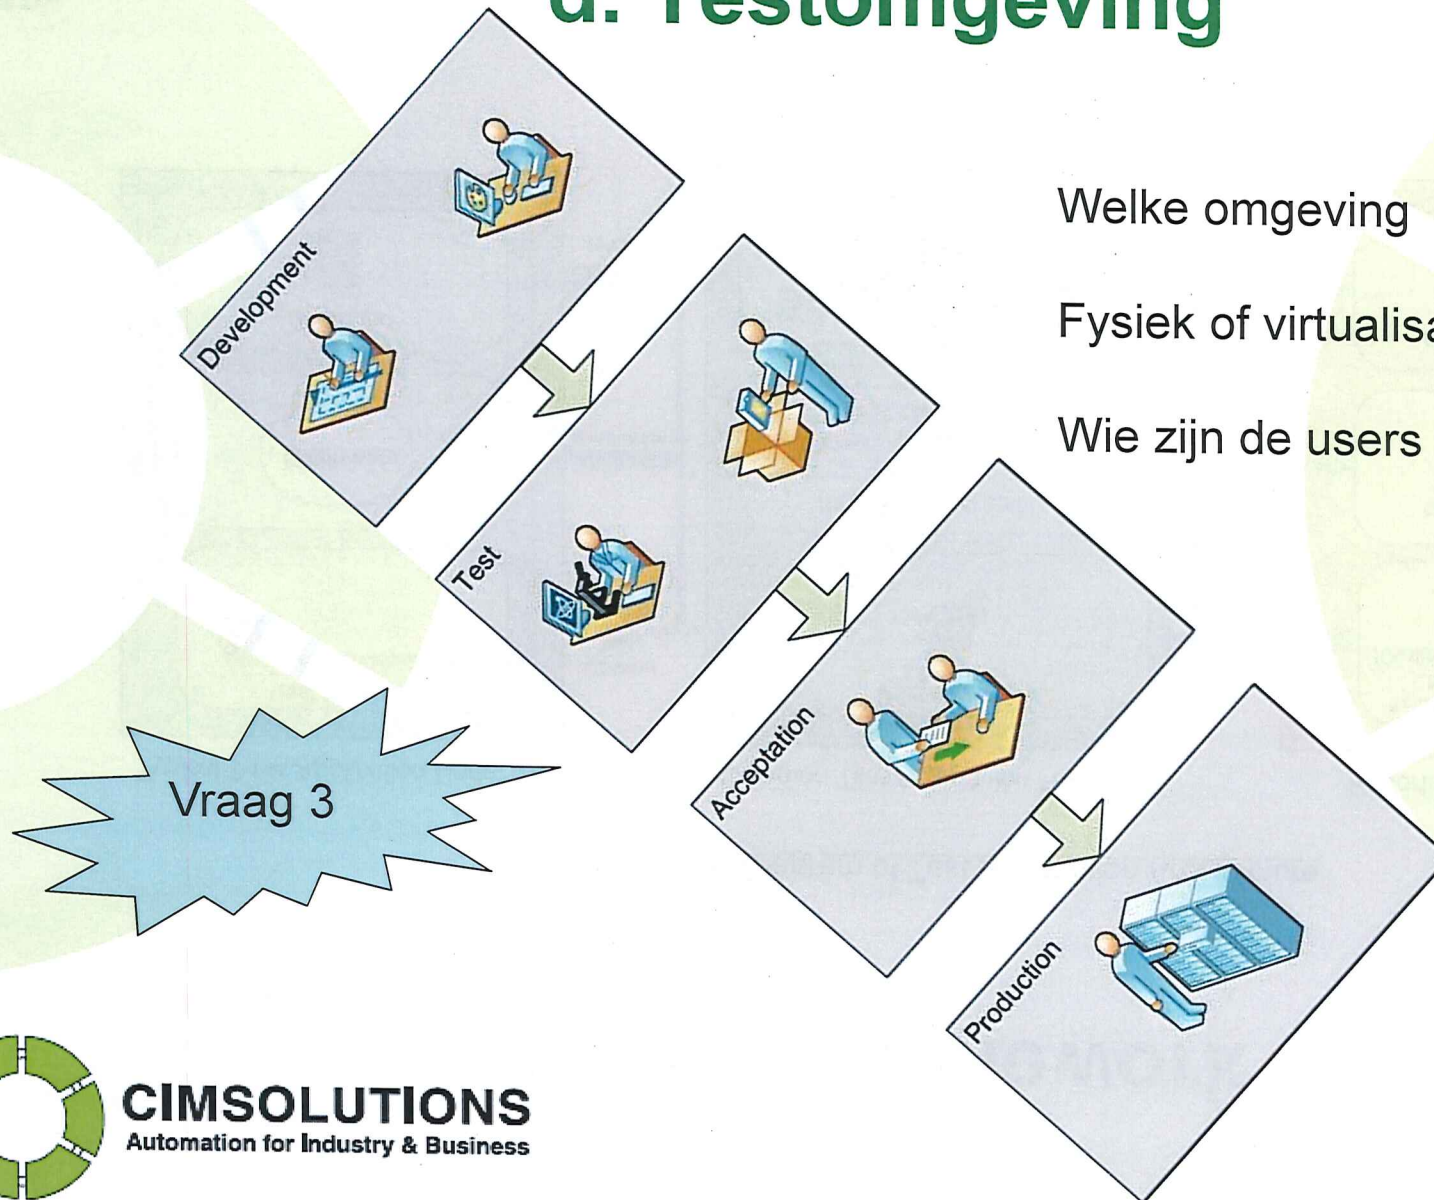 d. Testomgeving
Welke omgeving
Fysiek of virtualisa
Wie zijn de users
Development
Test
Acceptation
Production
Vraag 3
CIMSOLUTIONS
Automation for Industry & Business